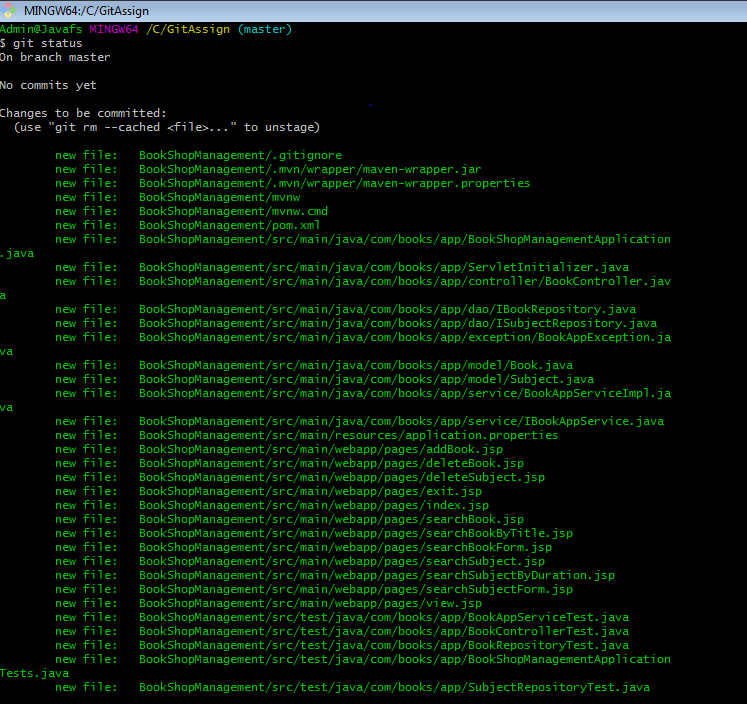 MINGW64:/C/GitAssign
Admin@Javafs MINGW64 /C/GitAssign (master)
$ git status
On branch master
No commits yet
Changes to be committed:
  (use "git rm --cached <file>..." to unstage)
        new file:   BookShopManagement/.gitignore
        new file:   BookShopManagement/.mvn/wrapper/maven-wrapper.jar
        new file:   BookShopManagement/.mvn/wrapper/maven-wrapper.properties
        new file:   BookShopManagement/mvnw
        new file:   BookShopManagement/mvnw.cmd
        new file:   BookShopManagement/pom.xml
        new file:   BookShopManagement/src/main/java/com/books/app/BookShopManagementApplication
.java
        new file:   BookShopManagement/src/main/java/com/books/app/ServletInitializer.java
        new file:   BookShopManagement/src/main/java/com/books/app/controller/BookController.jav
a
        new file:   BookShopManagement/src/main/java/com/books/app/dao/IBookRepository.java
        new file:   BookShopManagement/src/main/java/com/books/app/dao/ISubjectRepository.java
        new file:   BookShopManagement/src/main/java/com/books/app/exception/BookAppException.ja
va
        new file:   BookShopManagement/src/main/java/com/books/app/model/Book.java
        new file:   BookShopManagement/src/main/java/com/books/app/model/Subject.java
        new file:   BookShopManagement/src/main/java/com/books/app/service/BookAppServiceImpl.ja
va
        new file:   BookShopManagement/src/main/java/com/books/app/service/IBookAppService.java
        new file:   BookShopManagement/src/main/resources/application.properties
        new file:   BookShopManagement/src/main/webapp/pages/addBook.jsp
        new file:   BookShopManagement/src/main/webapp/pages/deleteBook.jsp
        new file:   BookShopManagement/src/main/webapp/pages/deleteSubject.jsp
        new file:   BookShopManagement/src/main/webapp/pages/exit.jsp
        new file:   BookShopManagement/src/main/webapp/pages/index.jsp
        new file:   BookShopManagement/src/main/webapp/pages/searchBook.jsp
        new file:   BookShopManagement/src/main/webapp/pages/searchBookByTitle.jsp
        new file:   BookShopManagement/src/main/webapp/pages/searchBookForm.jsp
        new file:   BookShopManagement/src/main/webapp/pages/searchSubject.jsp
        new file:   BookShopManagement/src/main/webapp/pages/searchSubjectByDuration.jsp
        new file:   BookShopManagement/src/main/webapp/pages/searchSubjectForm.jsp
        new file:   BookShopManagement/src/main/webapp/pages/view.jsp
        new file:   BookShopManagement/src/test/java/com/books/app/BookAppServiceTest.java
        new file:   BookShopManagement/src/test/java/com/books/app/BookControllerTest.java
        new file:   BookShopManagement/src/test/java/com/books/app/BookRepositoryTest.java
        new file:   BookShopManagement/src/test/java/com/books/app/BookShopManagementApplication
Tests.java
        new file:   BookShopManagement/src/test/java/com/books/app/SubjectRepositoryTest.java